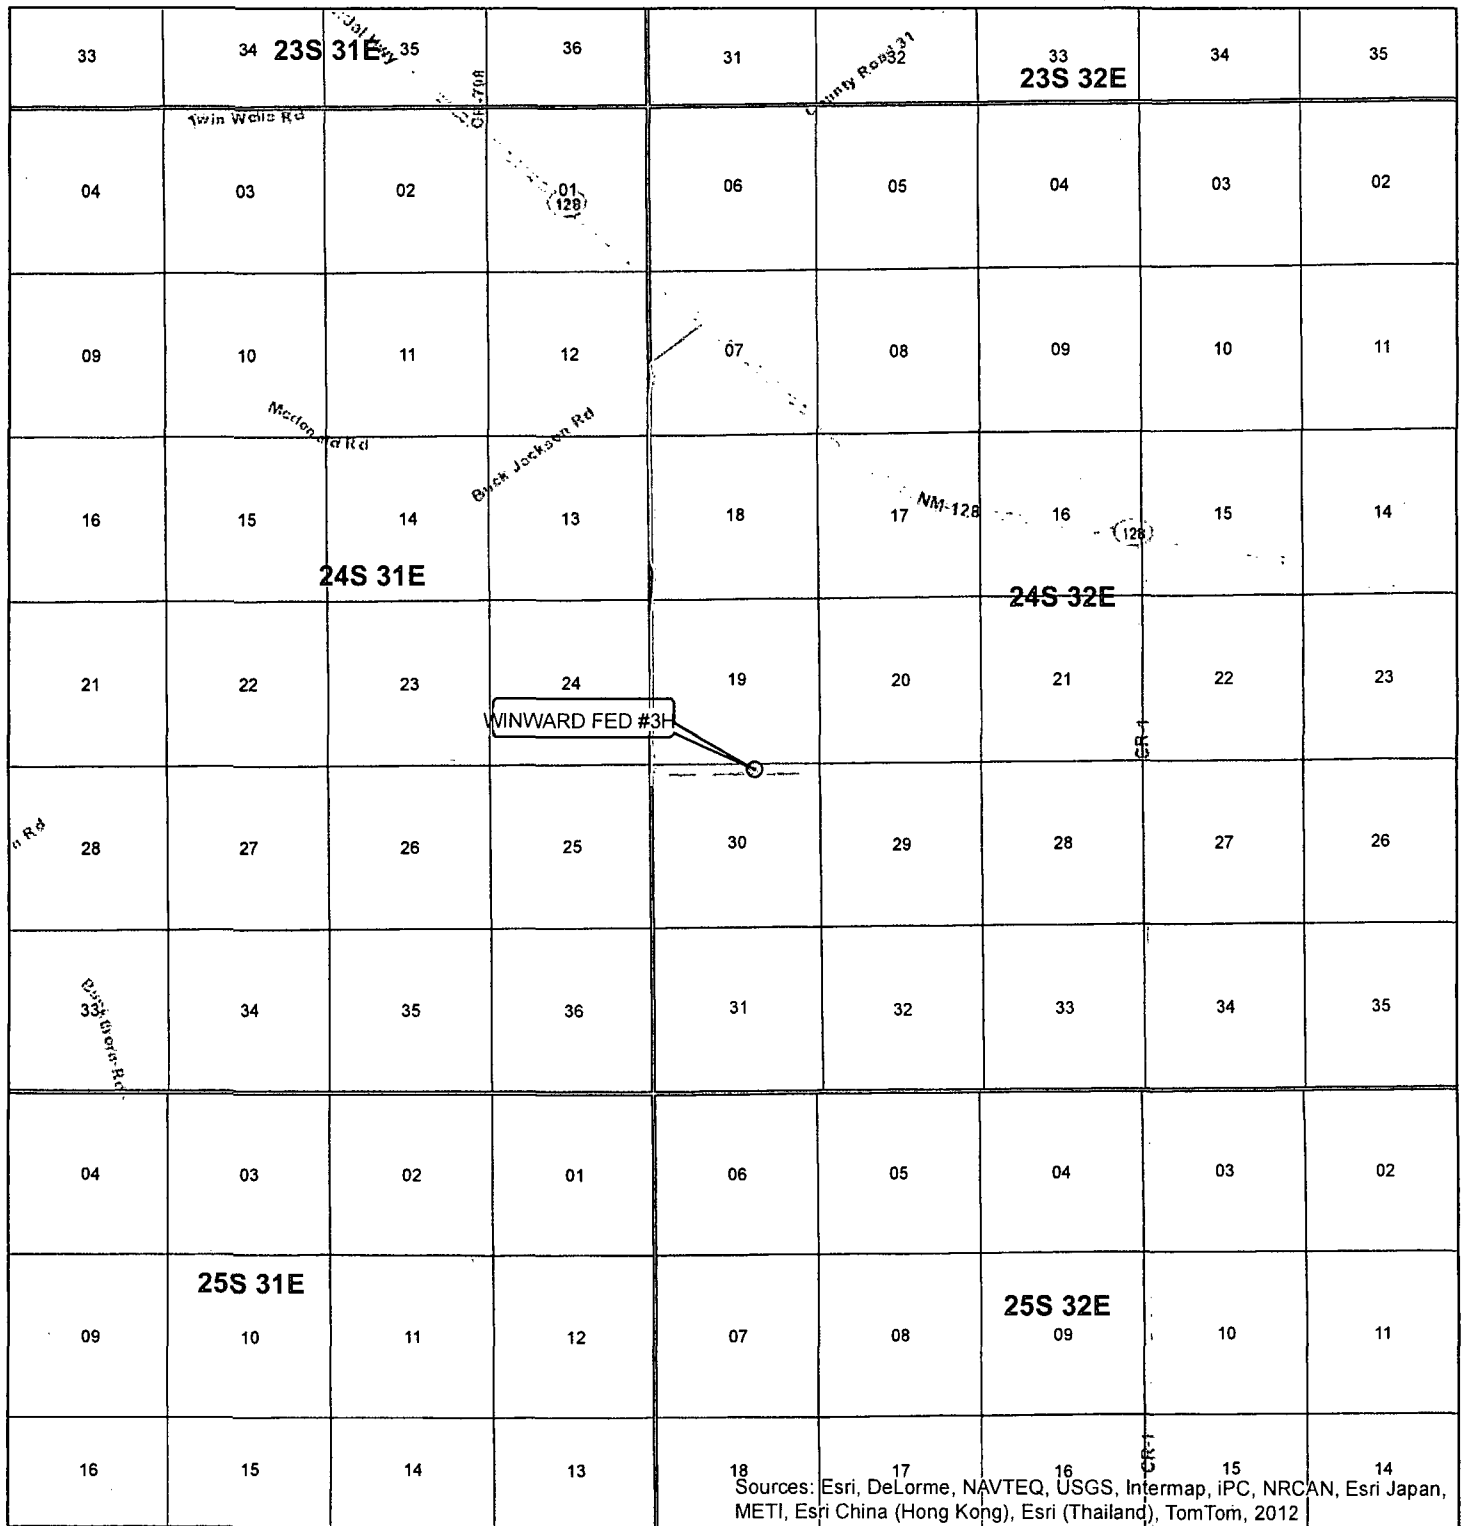 33 34 23S 31E 35 36 31 32 33 34 35
County Road 31
23S 32E
Twin Wells Rd
04 03 02 01 06 05 04 03 02
128
09 10 11 12 07 08 09 10 11
Mcdonald Rd
Buck Jackson Rd
NM-128
16 15 14 13 18 17 16 15 14
128
24S 31E
24S 32E
21 22 23 24 19 20 21 22 23
WINWARD FED #3H
CR-1
28 27 26 25 30 29 28 27 26
33 34 35 36 31 32 33 34 35
04 03 02 01 06 05 04 03 02
25S 31E
25S 32E
09 10 11 12 07 08 09 10 11
CR-1
16 15 14 13 18 17 16 15 14
Sources: Esri, DeLorme, NAVTEQ, USGS, Intermap, iPC, NRCAN, Esri Japan,
METI, Esri China (Hong Kong), Esri (Thailand), TomTom, 2012